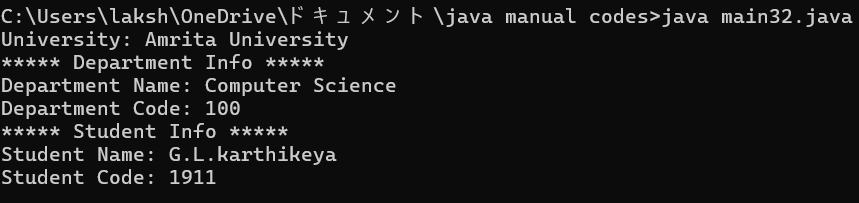 C:\Users\laksh\OneDrive\ドキュメント\java manual codes>java main32.java
University: Amrita University
***** Department Info *****
Department Name: Computer Science
Department Code: 100
***** Student Info *****
Student Name: G.L.karthikeya
Student Code: 1911